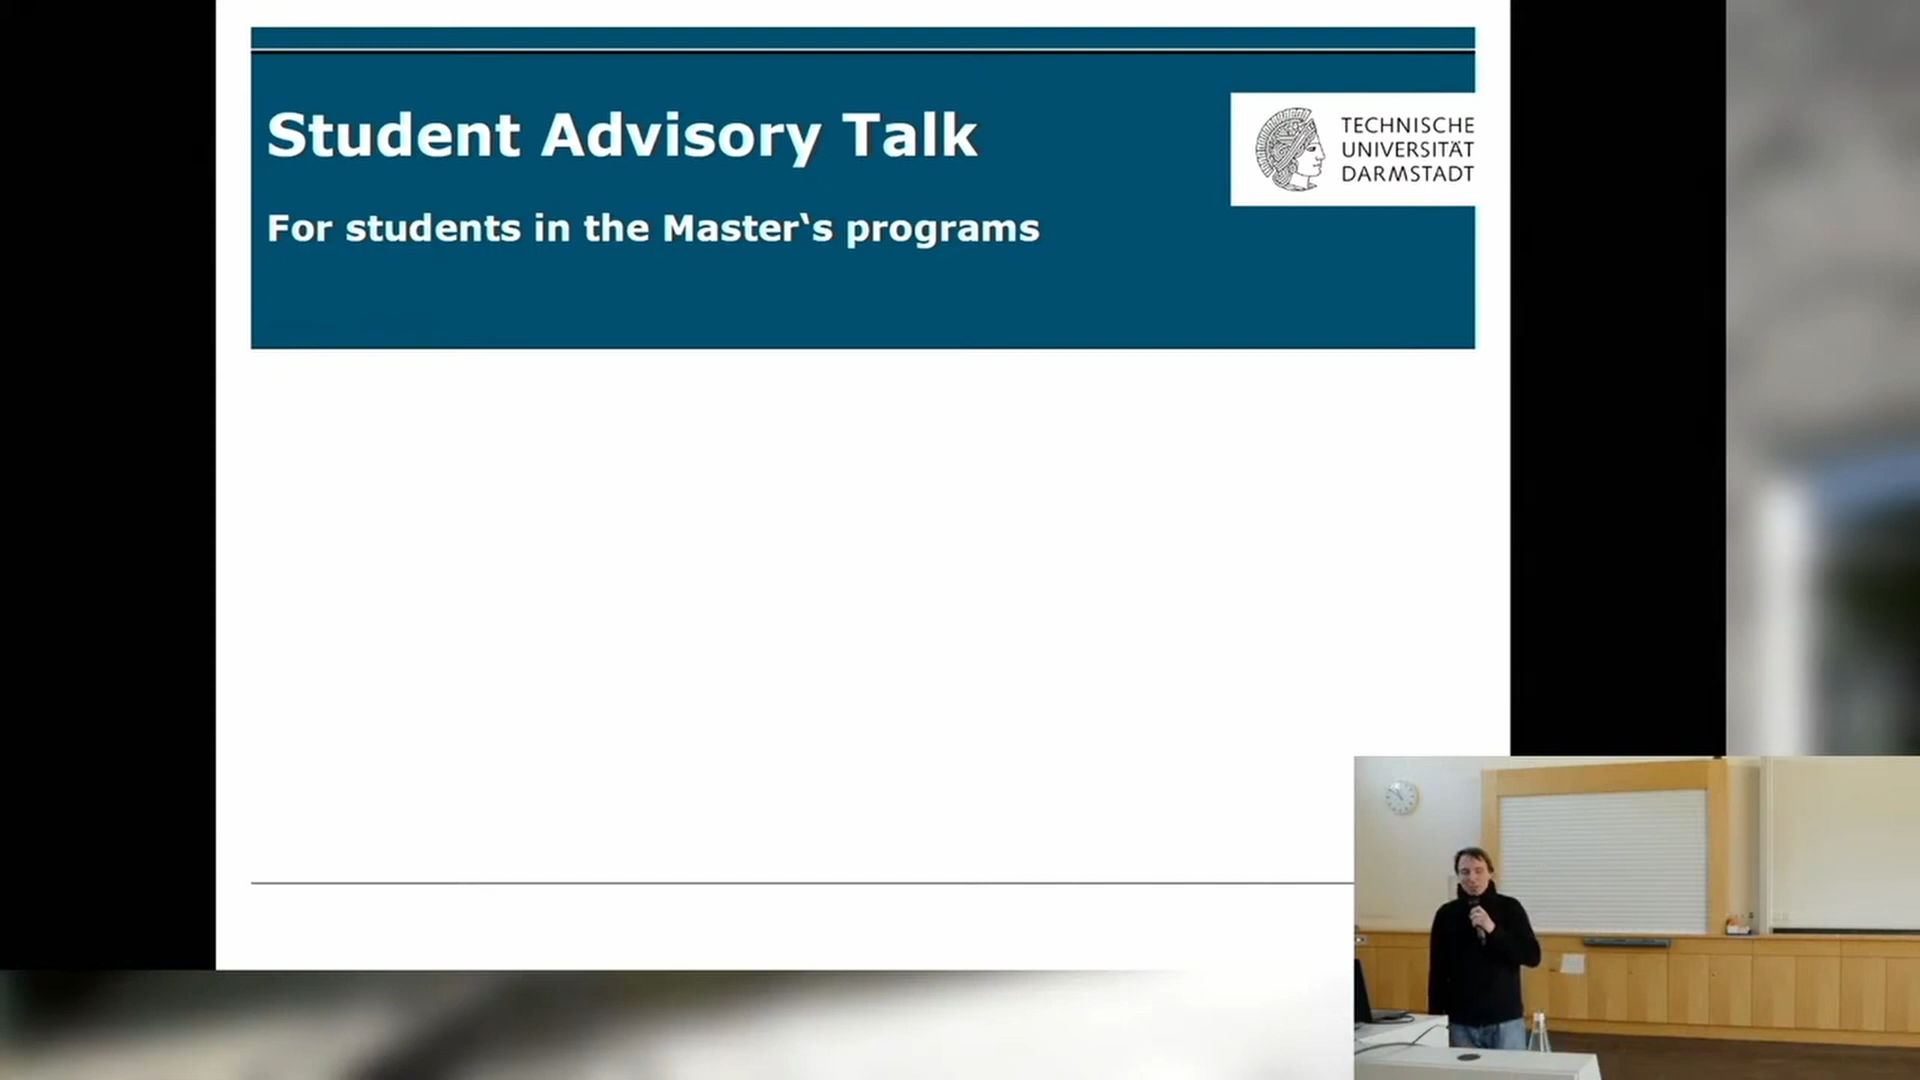 Student Advisory Talk
For students in the Master‘s programs
TECHNISCHE
UNIVERSITÄT
DARMSTADT